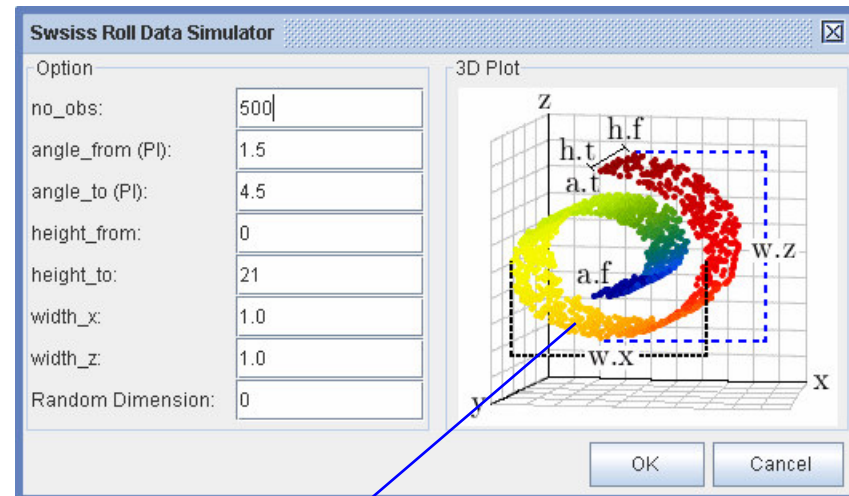 Swsiss Roll Data Simulator
Option
no_obs: 500
angle_from (PI): 1.5
angle_to (PI): 4.5
height_from: 0
height_to: 21
width_x: 1.0
width_z: 1.0
Random Dimension: 0
3D Plot
z
h.f
h.t
a.t
w.z
a.f
w.x
x
y
OK
Cancel